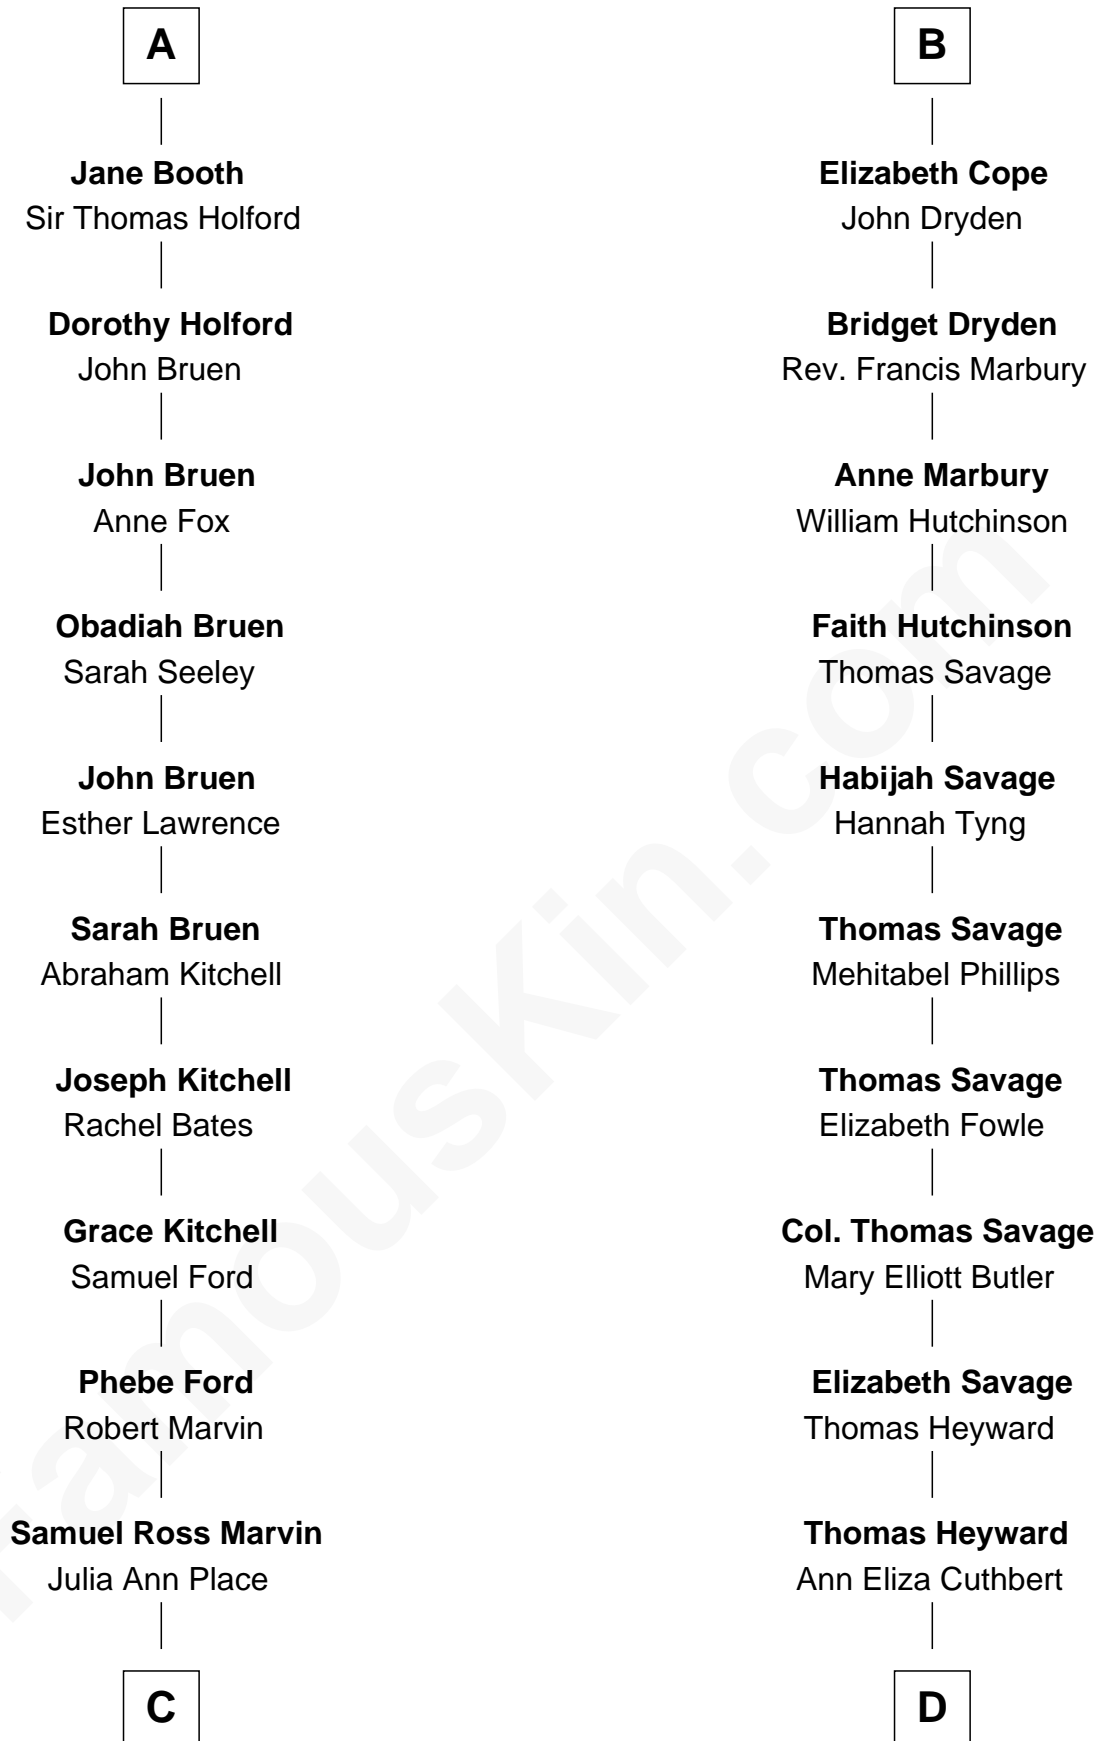 A
Jane Booth
Sir Thomas Holford
Dorothy Holford
John Bruen
John Bruen
Anne Fox
Obadiah Bruen
Sarah Seeley
John Bruen
Esther Lawrence
Sarah Bruen
Abraham Kitchell
Joseph Kitchell
Rachel Bates
Grace Kitchell
Samuel Ford
Phebe Ford
Robert Marvin
Samuel Ross Marvin
Julia Ann Place
C
B
Elizabeth Cope
John Dryden
Bridget Dryden
Rev. Francis Marbury
Anne Marbury
William Hutchinson
Faith Hutchinson
Thomas Savage
Habijah Savage
Hannah Tyng
Thomas Savage
Mehitabel Phillips
Thomas Savage
Elizabeth Fowle
Col. Thomas Savage
Mary Elliott Butler
Elizabeth Savage
Thomas Heyward
Thomas Heyward
Ann Eliza Cuthbert
D
FamousKin.com